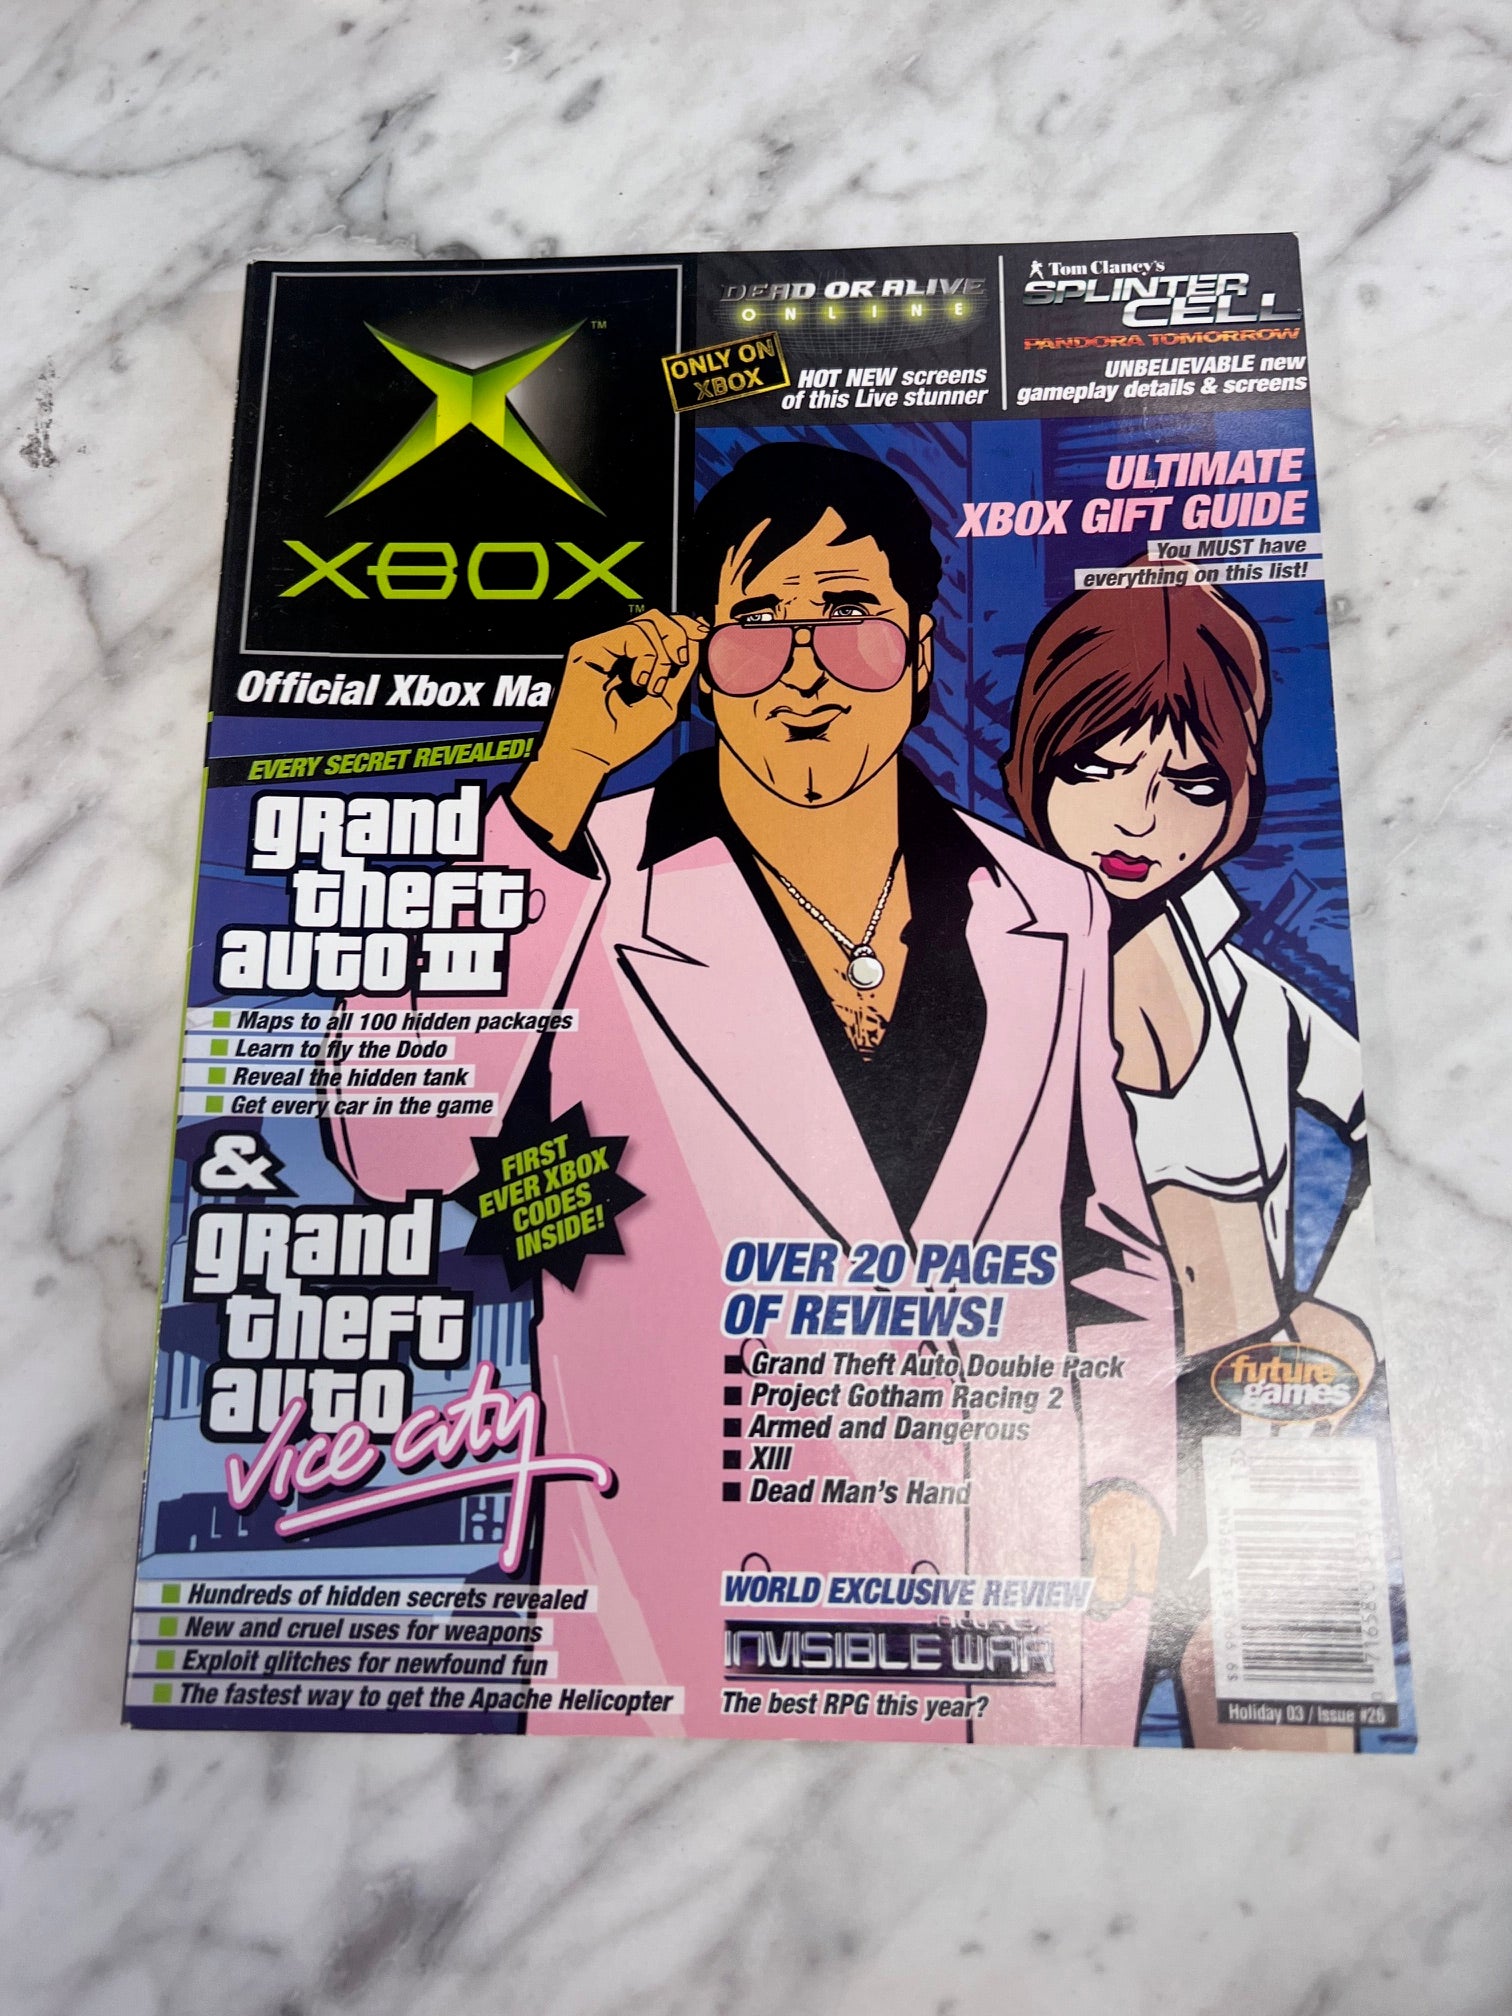 XBOX
TM
TM
Official Xbox Ma
DEAD OR ALIVE
ONLINE
ONLY ON
XBOX
HOT NEW screens
of this Live stunner
Tom Clancy's
SPLINTER
CELL
PANDORA TOMORROW
UNBELIEVABLE new
gameplay details & screens
ULTIMATE
XBOX GIFT GUIDE
You MUST have
everything on this list!
EVERY SECRET REVEALED!
grand
theft
auto III
Maps to all 100 hidden packages
Learn to fly the Dodo
Reveal the hidden tank
Get every car in the game
&
grand
theft
auto
Vice City
FIRST
EVER XBOX
CODES
INSIDE!
Hundreds of hidden secrets revealed
New and cruel uses for weapons
Exploit glitches for newfound fun
The fastest way to get the Apache Helicopter
OVER 20 PAGES
OF REVIEWS!
Grand Theft Auto Double Pack
Project Gotham Racing 2
Armed and Dangerous
XIII
Dead Man's Hand
WORLD EXCLUSIVE REVIEW
INVISIBLE WAR
The best RPG this year?
future
games
Holiday 03 / Issue #26